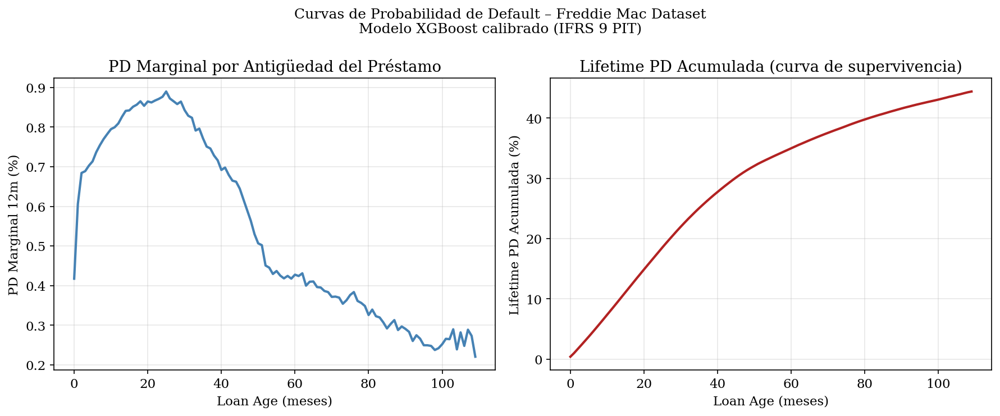 Curvas de Probabilidad de Default – Freddie Mac Dataset
Modelo XGBoost calibrado (IFRS 9 PIT)
PD Marginal por Antigüedad del Préstamo
PD Marginal 12m (%)
0.9
0.8
0.7
0.6
0.5
0.4
0.3
0.2
0 20 40 60 80 100
Loan Age (meses)
Lifetime PD Acumulada (curva de supervivencia)
Lifetime PD Acumulada (%)
40
30
20
10
0
0 20 40 60 80 100
Loan Age (meses)